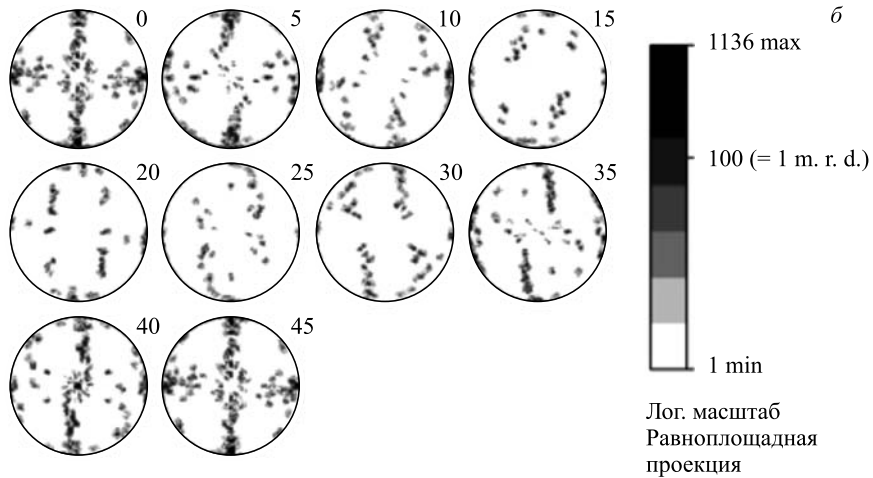 0 5 10 15
20 25 30 35
40 45
б
1136 max
100 (= 1 m. r. d.)
1 min
Лог. масштаб
Равноплощадная
проекция